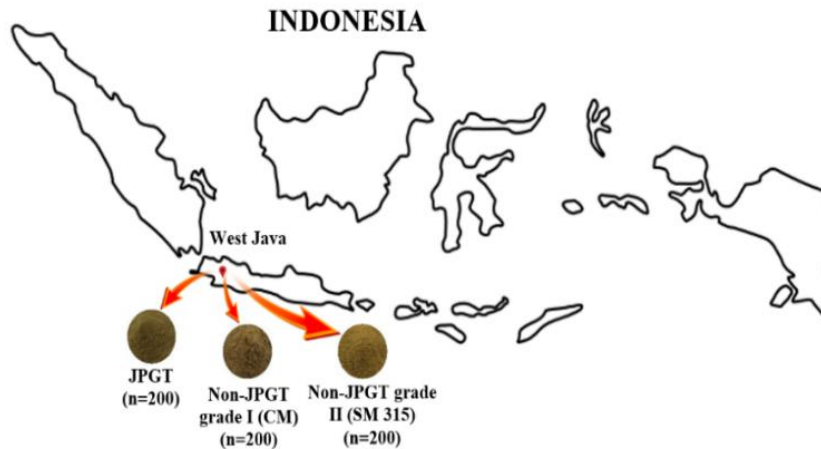 INDONESIA
West Java
JPGT
(n=200)
Non-JPGT
grade I (CM)
(n=200)
Non-JPGT grade
II (SM 315)
(n=200)